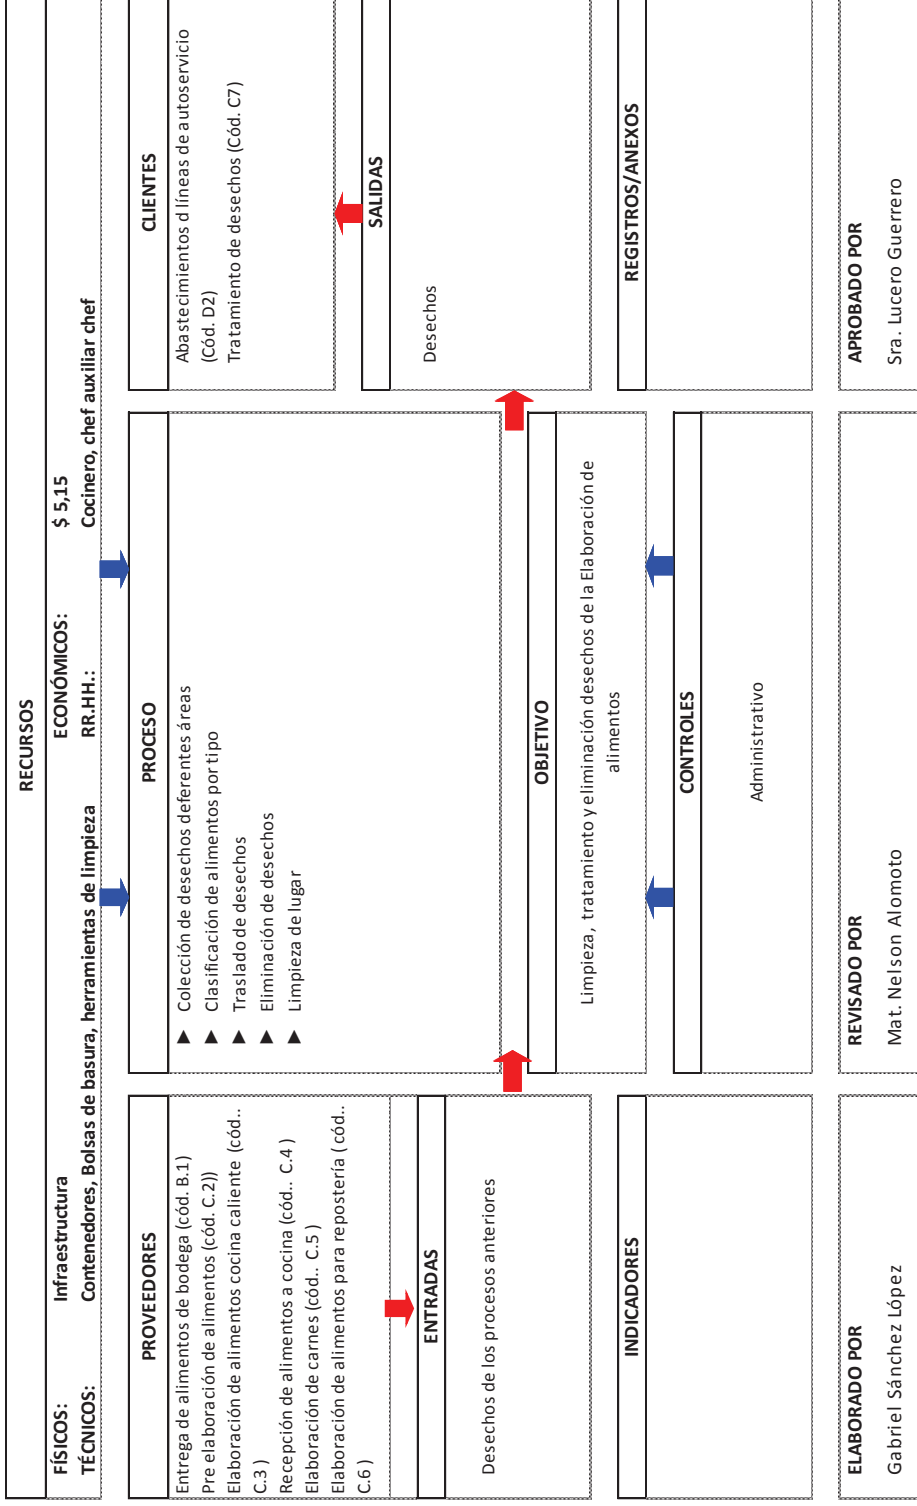 RECURSOS
FÍSICOS: Infraestructura ECONÓMICOS: $ 5,15
TÉCNICOS: Contenedores, Bolsas de basura, herramientas de limpieza RR.HH.: Cocinero, chef auxiliar chef
PROVEEDORES
Entrega de alimentos de bodega (cód. B.1)
Pre elaboración de alimentos (cód. C.2))
Elaboración de alimentos cocina caliente (cód..
C.3 )
Recepción de alimentos a cocina (cód.. C.4 )
Elaboración de carnes (cód.. C.5 )
Elaboración de alimentos para repostería (cód..
C.6 )
ENTRADAS
Desechos de los procesos anteriores
INDICADORES
PROCESO
▶ Colección de desechos deferentes áreas
▶ Clasificación de alimentos por tipo
▶ Traslado de desechos
▶ Eliminación de desechos
▶ Limpieza de lugar
OBJETIVO
Limpieza, tratamiento y eliminación desechos de la Elaboración de
alimentos
CONTROLES
Administrativo
CLIENTES
Abastecimientos d líneas de autoservicio
(Cód. D2)
Tratamiento de desechos (Cód. C7)
SALIDAS
Desechos
REGISTROS/ANEXOS
ELABORADO POR
Gabriel Sánchez López
REVISADO POR
Mat. Nelson Alomoto
APROBADO POR
Sra. Lucero Guerrero